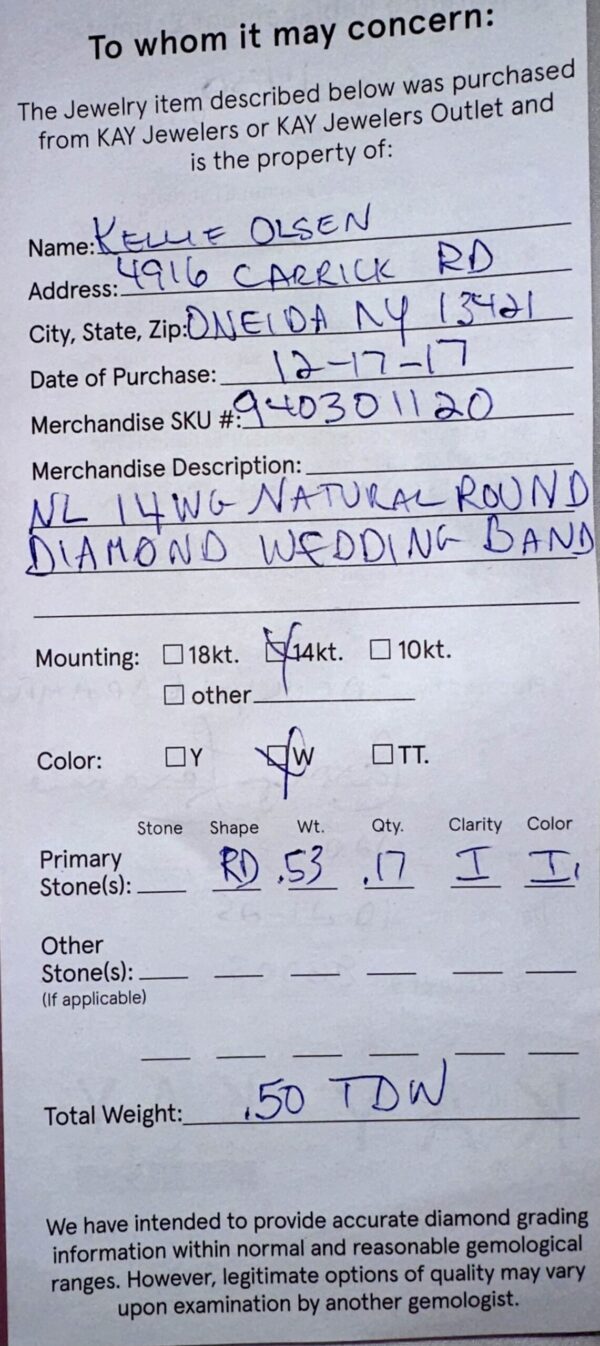 To whom it may concern:
The Jewelry item described below was purchased
from KAY Jewelers or KAY Jewelers Outlet and
is the property of:
Name: KELLIE OLSEN
Address: 4916 CARRICK RD
City, State, Zip: ONEIDA NY 13421
Date of Purchase: 12-17-17
Merchandise SKU #: 940301120
Merchandise Description:
NL 14WG NATURAL ROUND
DIAMOND WEDDING BAND
Mounting: ☐ 18kt. ☑ 14kt. ☐ 10kt.
☐ other
Color: ☐ Y ☑ W ☐ TT.
Stone Shape Wt. Qty. Clarity Color
Primary
Stone(s): RD .53 .17 I I1
Other
Stone(s):
(If applicable)
Total Weight: .50 TDW
We have intended to provide accurate diamond grading
information within normal and reasonable gemological
ranges. However, legitimate options of quality may vary
upon examination by another gemologist.